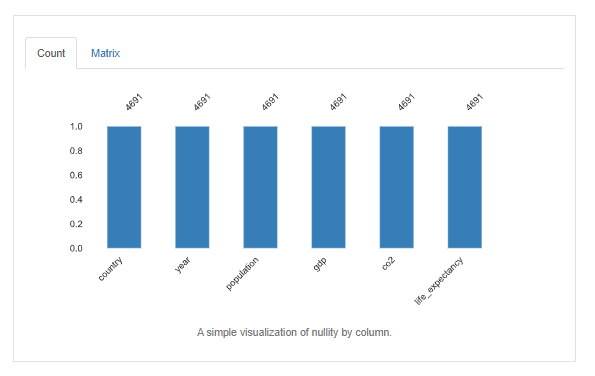 Count Matrix
4691 4691 4691 4691 4691 4691
1.0
0.8
0.6
0.4
0.2
0.0
country year population gdp co2 life_expectancy
A simple visualization of nullity by column.